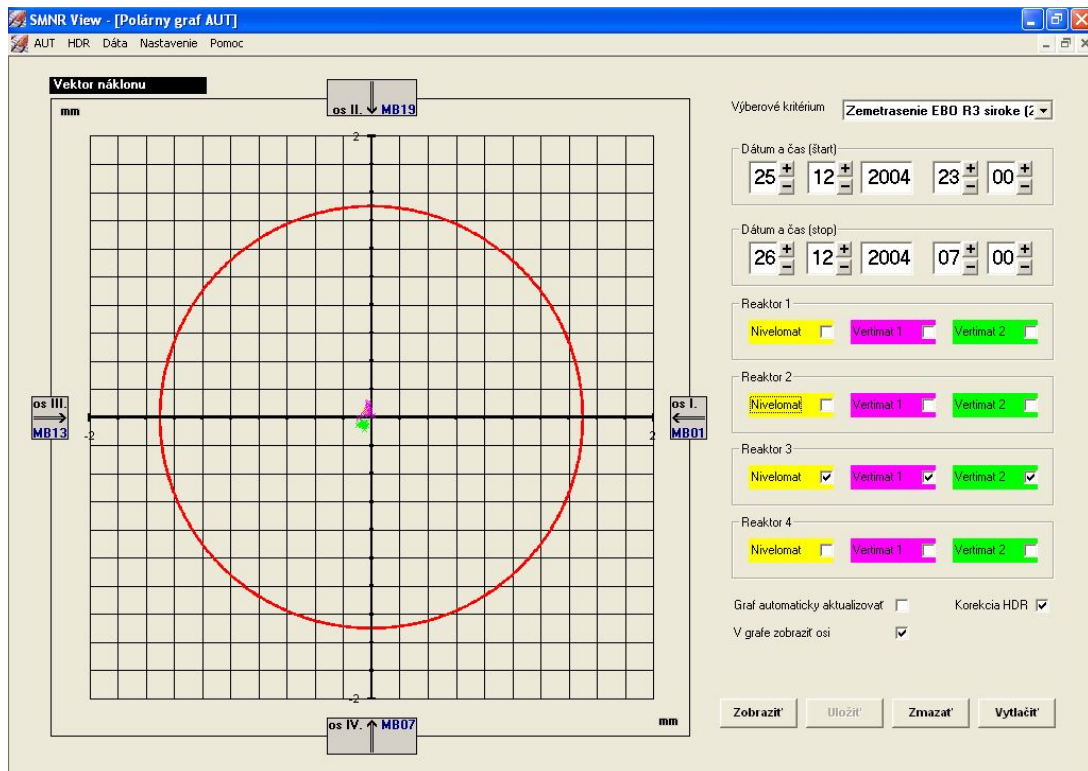 SMNR View - [Polárny graf AUT]
AUT HDR Dáta Nastavenie Pomoc
Vektor náklonu
mm
os II. MB19
2
os III.
MB13
-2
os I.
MB01
2
-2
os IV. MB07
mm
Výberové kritérium Zemetrasenie EBO R3 siroke (2
Dátum a čas (štart)
25 + - 12 + - 2004 23 + - 00 + -
Dátum a čas (stop)
26 + - 12 + - 2004 07 + - 00 + -
Reaktor 1
Nivelomat Vertimat 1 Vertimat 2
Reaktor 2
Nivelomat Vertimat 1 Vertimat 2
Reaktor 3
Nivelomat Vertimat 1 Vertimat 2
Reaktor 4
Nivelomat Vertimat 1 Vertimat 2
Graf automaticky aktualizovať Korekcia HDR
V grafe zobraziť osi
Zobraziť Uložiť Zmazať Vytlačiť